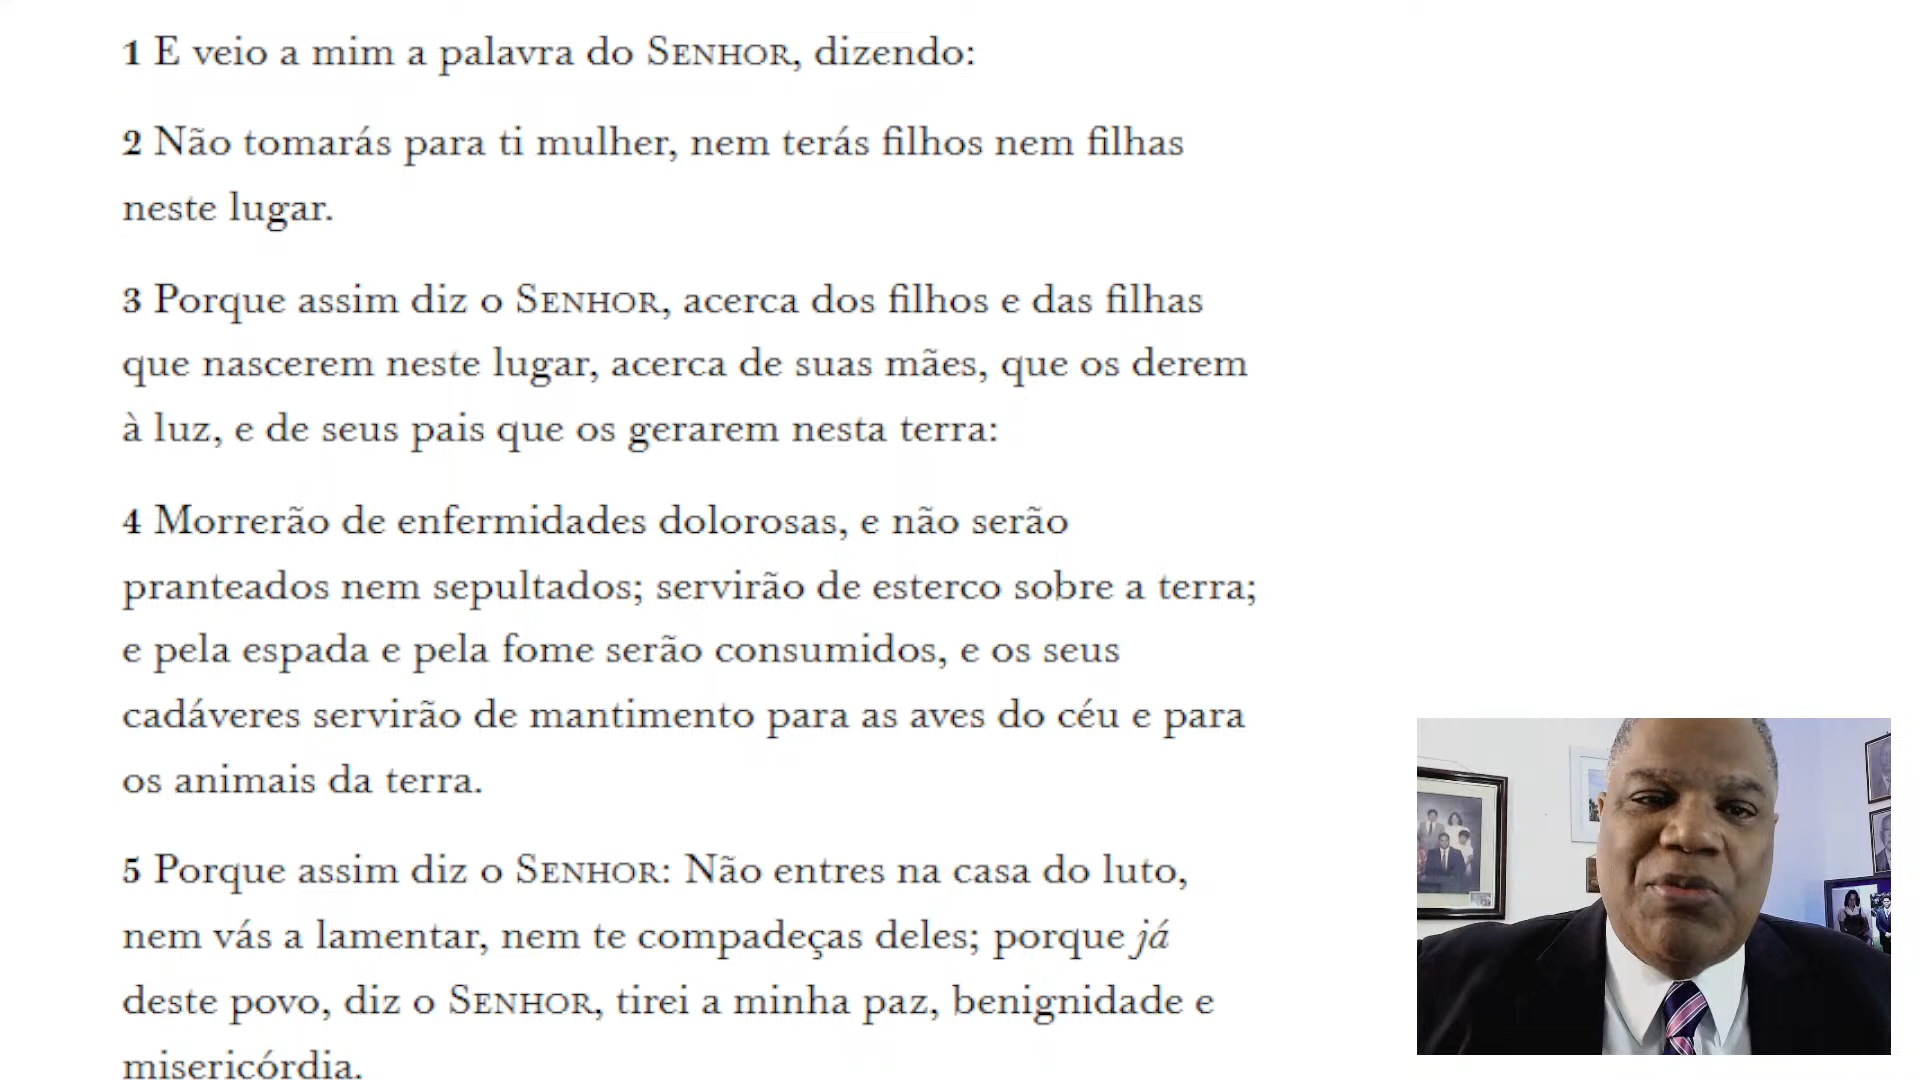 1 E veio a mim a palavra do SENHOR, dizendo:
2 Não tomarás para ti mulher, nem terás filhos nem filhas
neste lugar.
3 Porque assim diz o SENHOR, acerca dos filhos e das filhas
que nascerem neste lugar, acerca de suas mães, que os derem
à luz, e de seus pais que os gerarem nesta terra:
4 Morrerão de enfermidades dolorosas, e não serão
pranteados nem sepultados; servirão de esterco sobre a terra;
e pela espada e pela fome serão consumidos, e os seus
cadáveres servirão de mantimento para as aves do céu e para
os animais da terra.
5 Porque assim diz o SENHOR: Não entres na casa do luto,
nem vás a lamentar, nem te compadeças deles; porque já
deste povo, diz o SENHOR, tirei a minha paz, benignidade e
misericórdia.